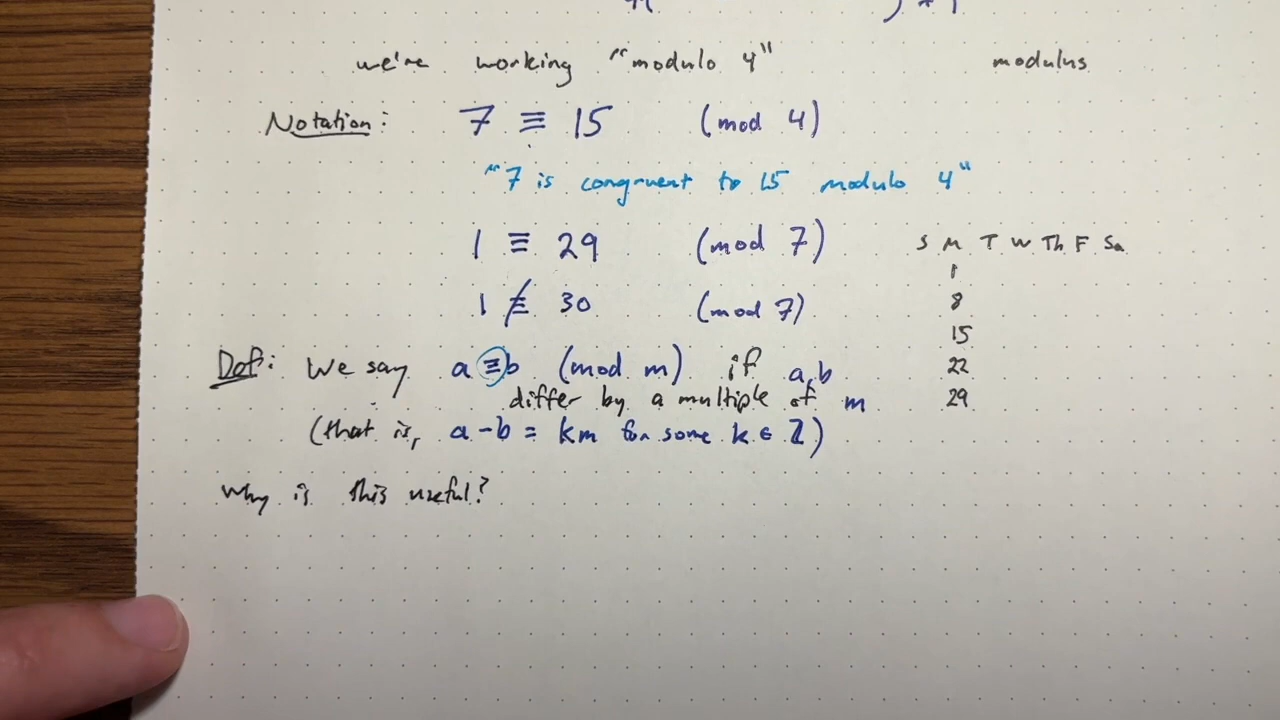 we're working "modulo 4" modulus
Notation: 7 ≡ 15 (mod 4)
"7 is congruent to 15 modulo 4"
1 ≡ 29 (mod 7) S M T W Th F Sa
1
1 ≢ 30 (mod 7) 8
15
Def: We say a ≡ b (mod m) if a, b 22
differ by a multiple of m 29
(that is, a - b = km for some k ∈ Z)
Why is this useful?